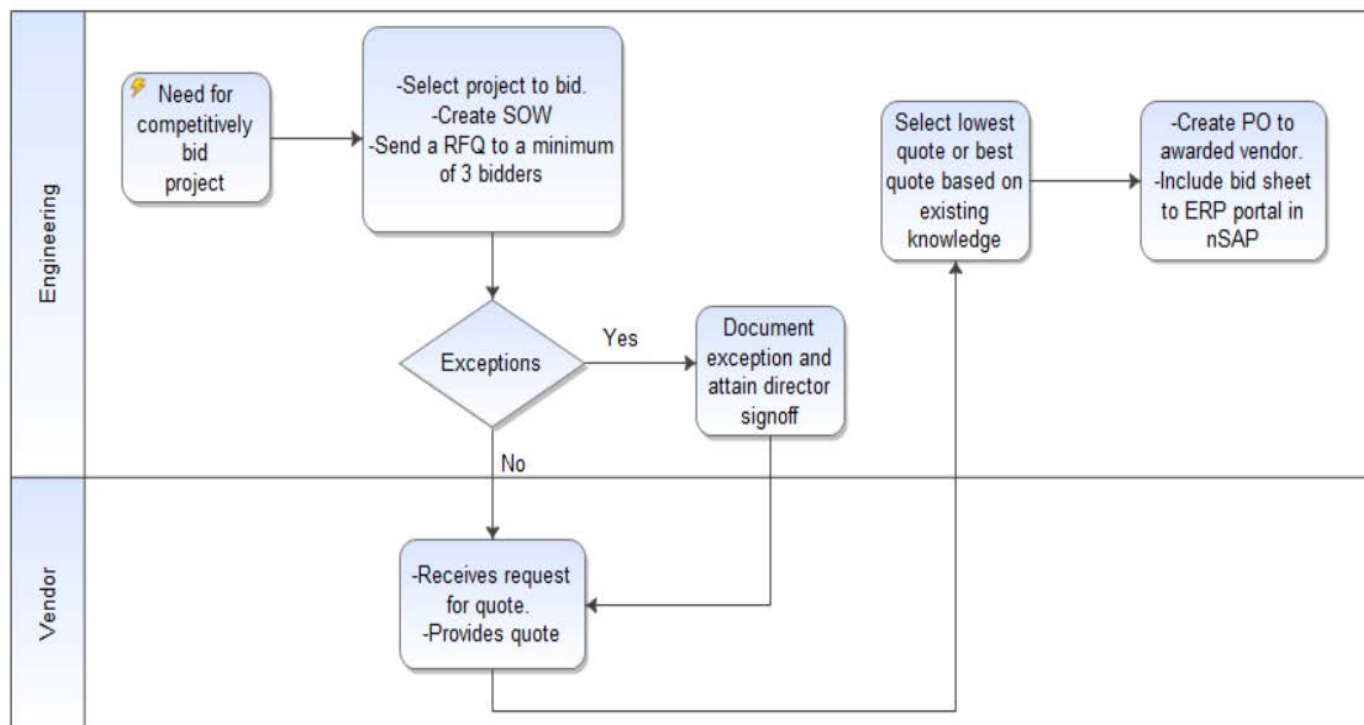 Engineering
Need for
competitively
bid
project
-Select project to bid.
-Create SOW
-Send a RFQ to a minimum
of 3 bidders
Select lowest
quote or best
quote based on
existing
knowledge
-Create PO to
awarded vendor.
-Include bid sheet
to ERP portal in
nSAP
Exceptions
Yes
Document
exception and
attain director
signoff
No
Vendor
-Receives request
for quote.
-Provides quote